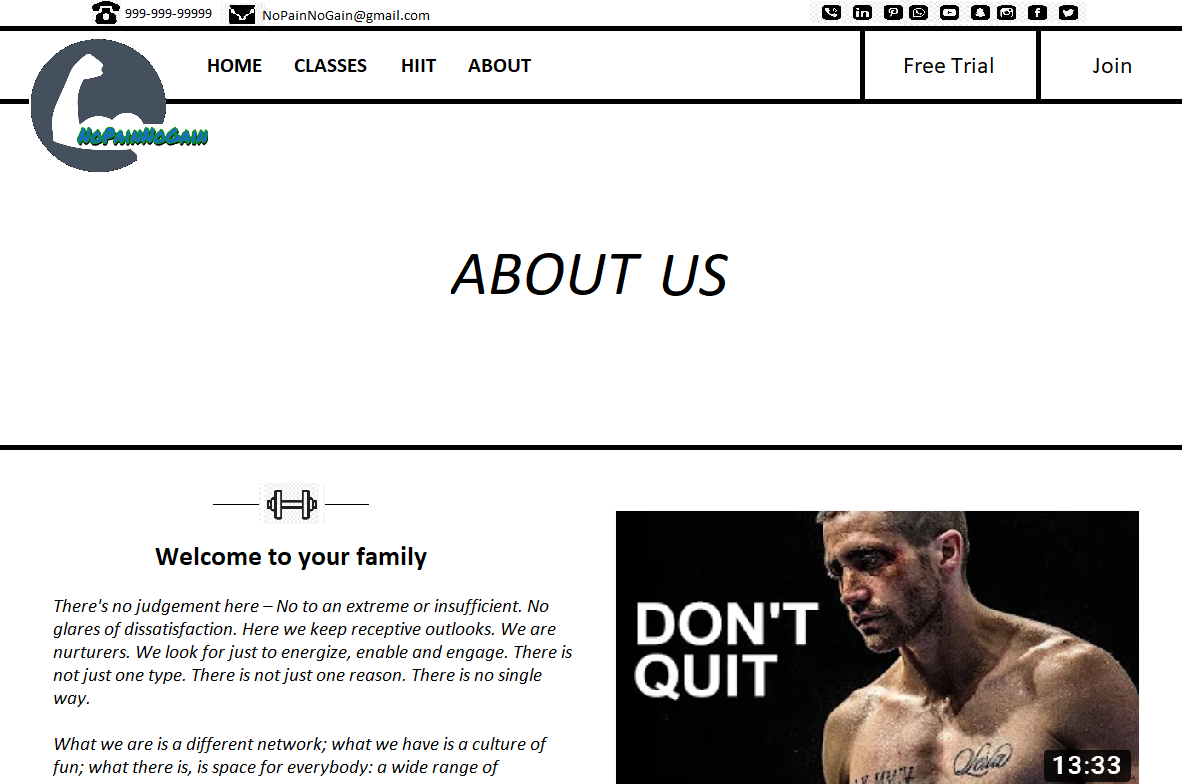 999-999-99999 NoPainNoGain@gmail.com
HOME CLASSES HIIT ABOUT Free Trial Join
NoPainNoGain
ABOUT US
Welcome to your family
There's no judgement here – No to an extreme or insufficient. No
glares of dissatisfaction. Here we keep receptive outlooks. We are
nurturers. We look for just to energize, enable and engage. There is
not just one type. There is not just one reason. There is no single
way.
What we are is a different network; what we have is a culture of
fun; what there is, is space for everybody: a wide range of
DON'T
QUIT
13:33